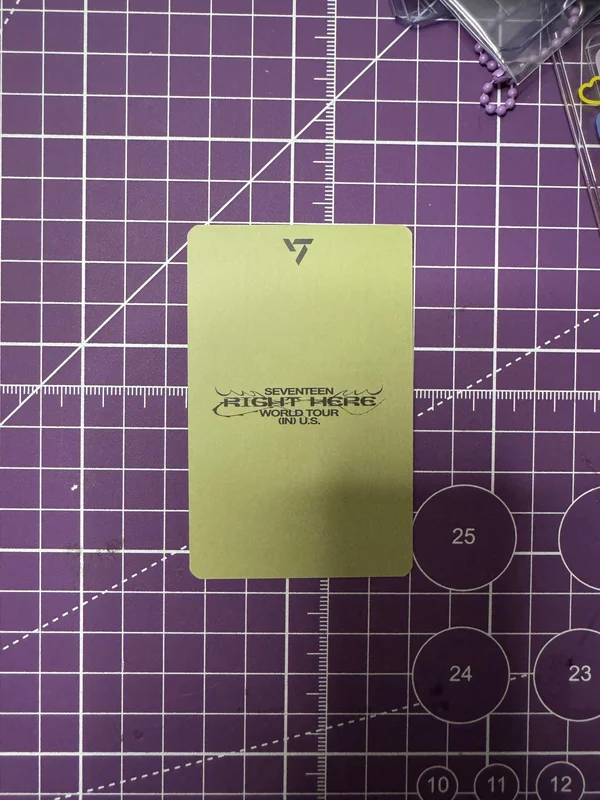 SEVENTEEN
RIGHT HERE
WORLD TOUR
(IN) U.S.
25
24
23
10
11
12